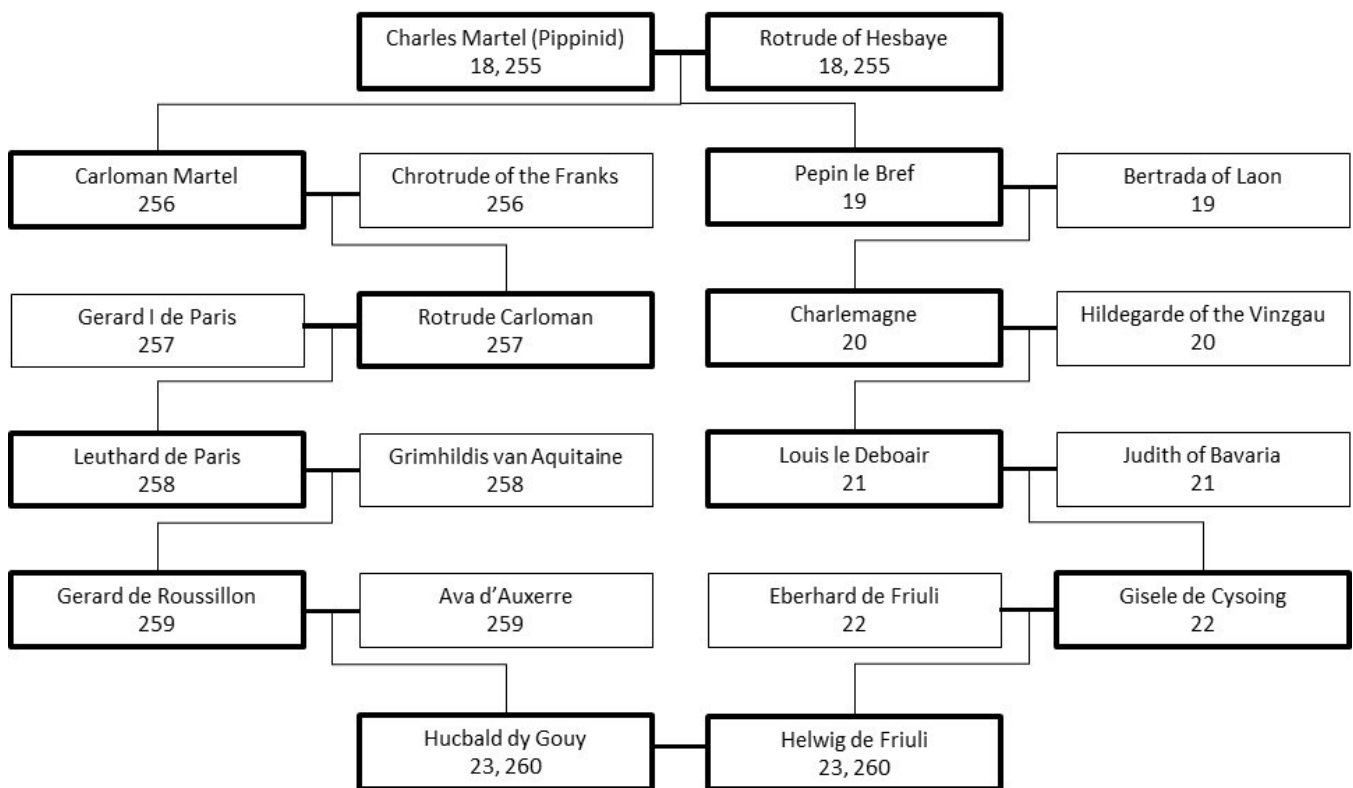 Charles Martel (Pippinid)
18, 255
Rotrude of Hesbaye
18, 255
Carloman Martel
256
Chrotrude of the Franks
256
Pepin le Bref
19
Bertrada of Laon
19
Gerard I de Paris
257
Rotrude Carloman
257
Charlemagne
20
Hildegarde of the Vinzgau
20
Leuthard de Paris
258
Grimhildis van Aquitaine
258
Louis le Deboair
21
Judith of Bavaria
21
Gerard de Roussillon
259
Ava d’Auxerre
259
Eberhard de Friuli
22
Gisele de Cysoing
22
Hucbald dy Gouy
23, 260
Helwig de Friuli
23, 260